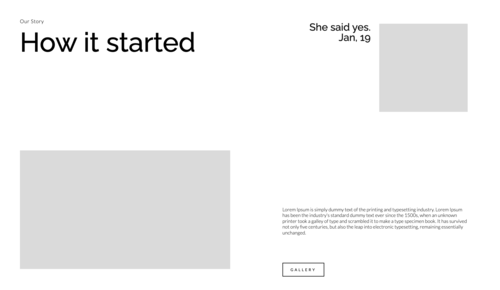 Our Story
How it started
She said yes.
Jan, 19
Lorem Ipsum is simply dummy text of the printing and typesetting industry. Lorem Ipsum
has been the industry's standard dummy text ever since the 1500s, when an unknown
printer took a galley of type and scrambled it to make a type specimen book. It has survived
not only five centuries, but also the leap into electronic typesetting, remaining essentially
unchanged.
GALLERY